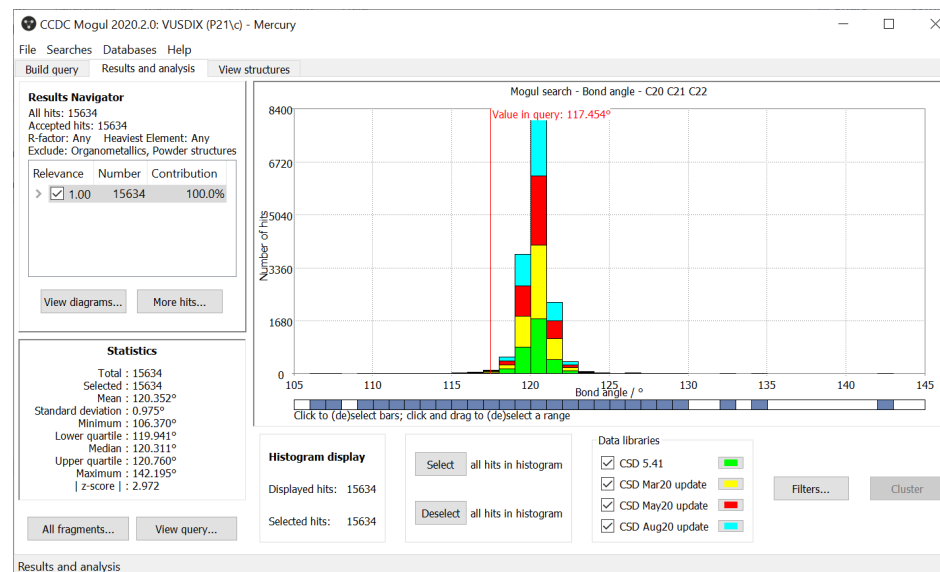 CCDC Mogul 2020.2.0: VUSDIX (P21\c) - Mercury
File Searches Databases Help
Build query Results and analysis View structures
Results Navigator
All hits: 15634
Accepted hits: 15634
R-factor: Any Heaviest Element: Any
Exclude: Organometallics, Powder structures
Relevance Number Contribution
1.00 15634 100.0%
View diagrams... More hits...
Statistics
Total : 15634
Selected : 15634
Mean : 120.352°
Standard deviation : 0.975°
Minimum : 106.370°
Lower quartile : 119.941°
Median : 120.311°
Upper quartile : 120.760°
Maximum : 142.195°
| z-score | : 2.972
All fragments... View query...
Mogul search - Bond angle - C20 C21 C22
Value in query: 117.454°
Number of hits
8400
6720
5040
3360
1680
0
105 110 115 120 125 130 135 140 145
Bond angle / °
Click to (de)select bars; click and drag to (de)select a range
Histogram display
Displayed hits: 15634
Selected hits: 15634
Select all hits in histogram
Deselect all hits in histogram
Data libraries
CSD 5.41
CSD Mar20 update
CSD May20 update
CSD Aug20 update
Filters... Cluster
Results and analysis